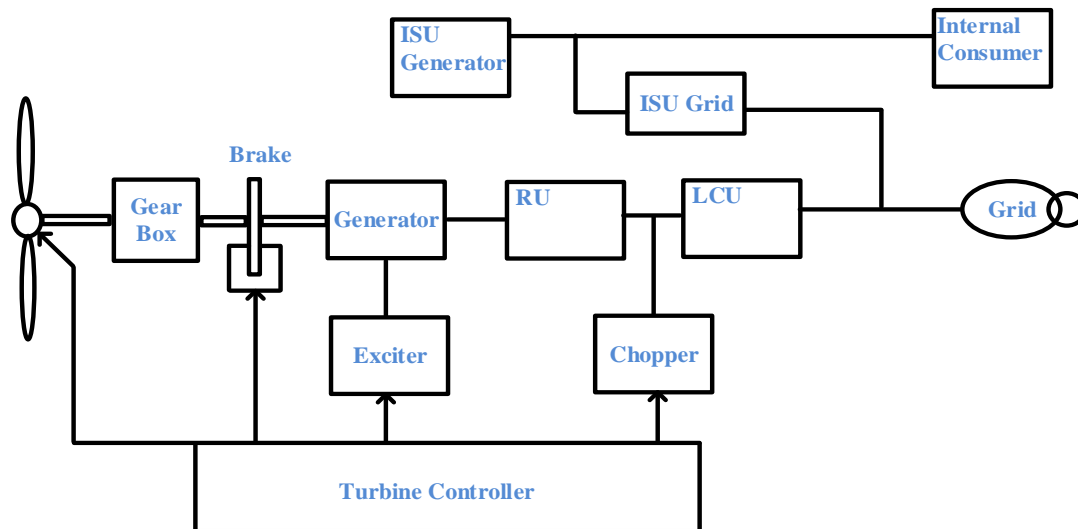 ISU
Generator
Internal
Consumer
ISU Grid
Brake
Gear
Box
Generator
RU
LCU
Grid
Exciter
Chopper
Turbine Controller